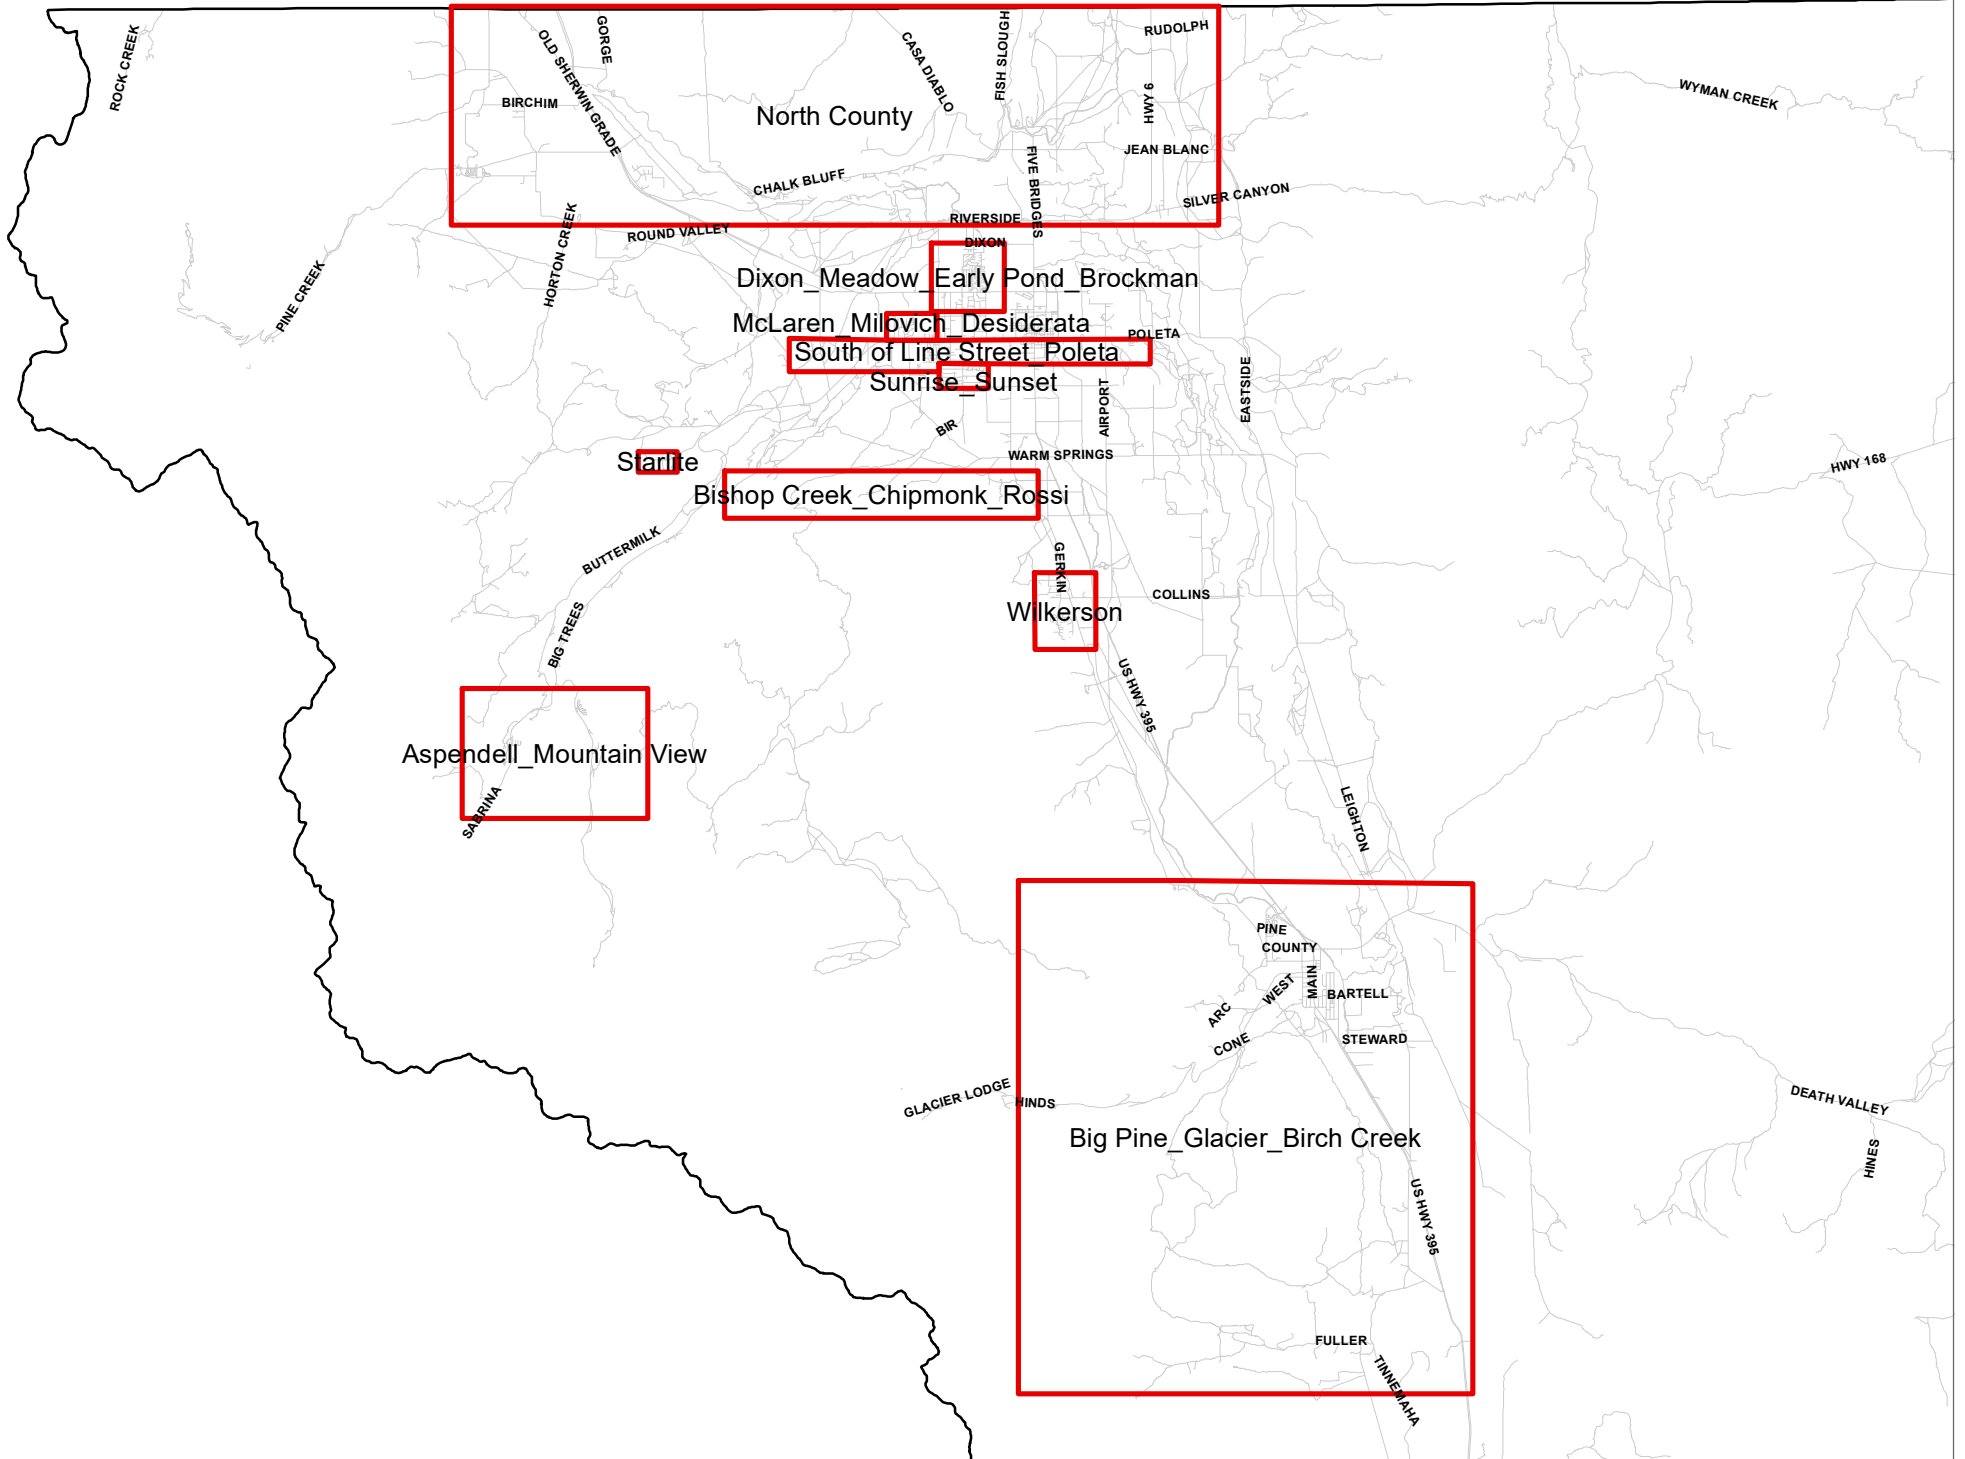 ROCK CREEK
GORGE
OLD SHERWIN GRADE
CASA DIABLO
FISH SLOUGH
RUDOLPH
BIRCHIM
North County
HWY 6
WYMAN CREEK
JEAN BLANC
FIVE BRIDGES
CHALK BLUFF
SILVER CANYON
RIVERSIDE
ROUND VALLEY
HORTON CREEK
DIXON
PINE CREEK
Dixon_Meadow_Early Pond_Brockman
McLaren_Milovich_Desiderata
POLETA
South of Line Street_Poleta
Sunrise_Sunset
EASTSIDE
AIRPORT
BIR
WARM SPRINGS
Starlite
HWY 168
Bishop Creek_Chipmonk_Rossi
BUTTERMILK
GERKIN
COLLINS
Wilkerson
BIG TREES
US HWY 395
Aspendell_Mountain View
SABRINA
LEIGHTON
PINE
COUNTY
MAIN
WEST
BARTELL
ARC
STEWARD
CONE
GLACIER LODGE
HINDS
DEATH VALLEY
Big Pine_Glacier_Birch Creek
HINES
US HWY 395
FULLER
TINNEMAHA